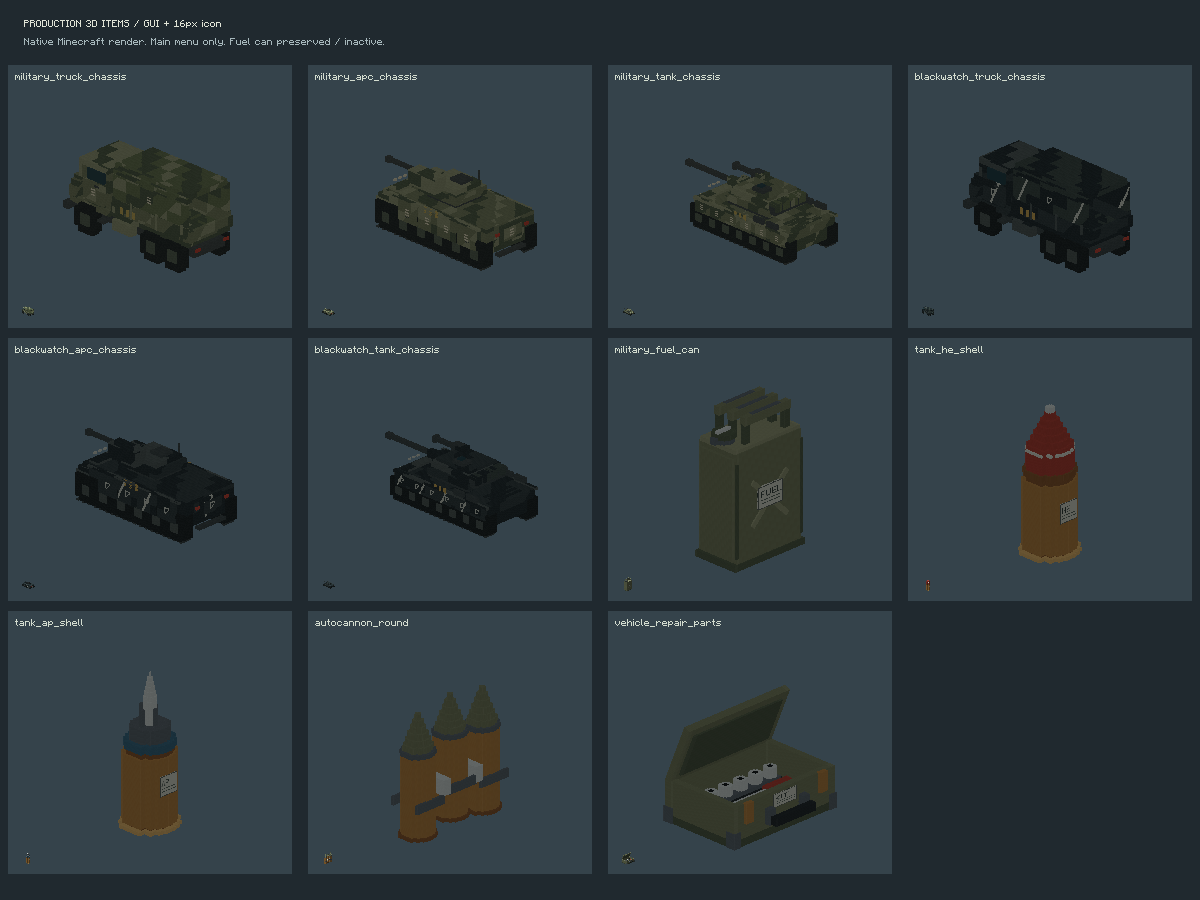 PRODUCTION 3D ITEMS / GUI + 16px icon
Native Minecraft render. Main menu only. Fuel can preserved / inactive.
military_truck_chassis
military_apc_chassis
military_tank_chassis
blackwatch_truck_chassis
blackwatch_apc_chassis
blackwatch_tank_chassis
military_fuel_can
tank_he_shell
FUEL
HE
tank_ap_shell
autocannon_round
vehicle_repair_parts